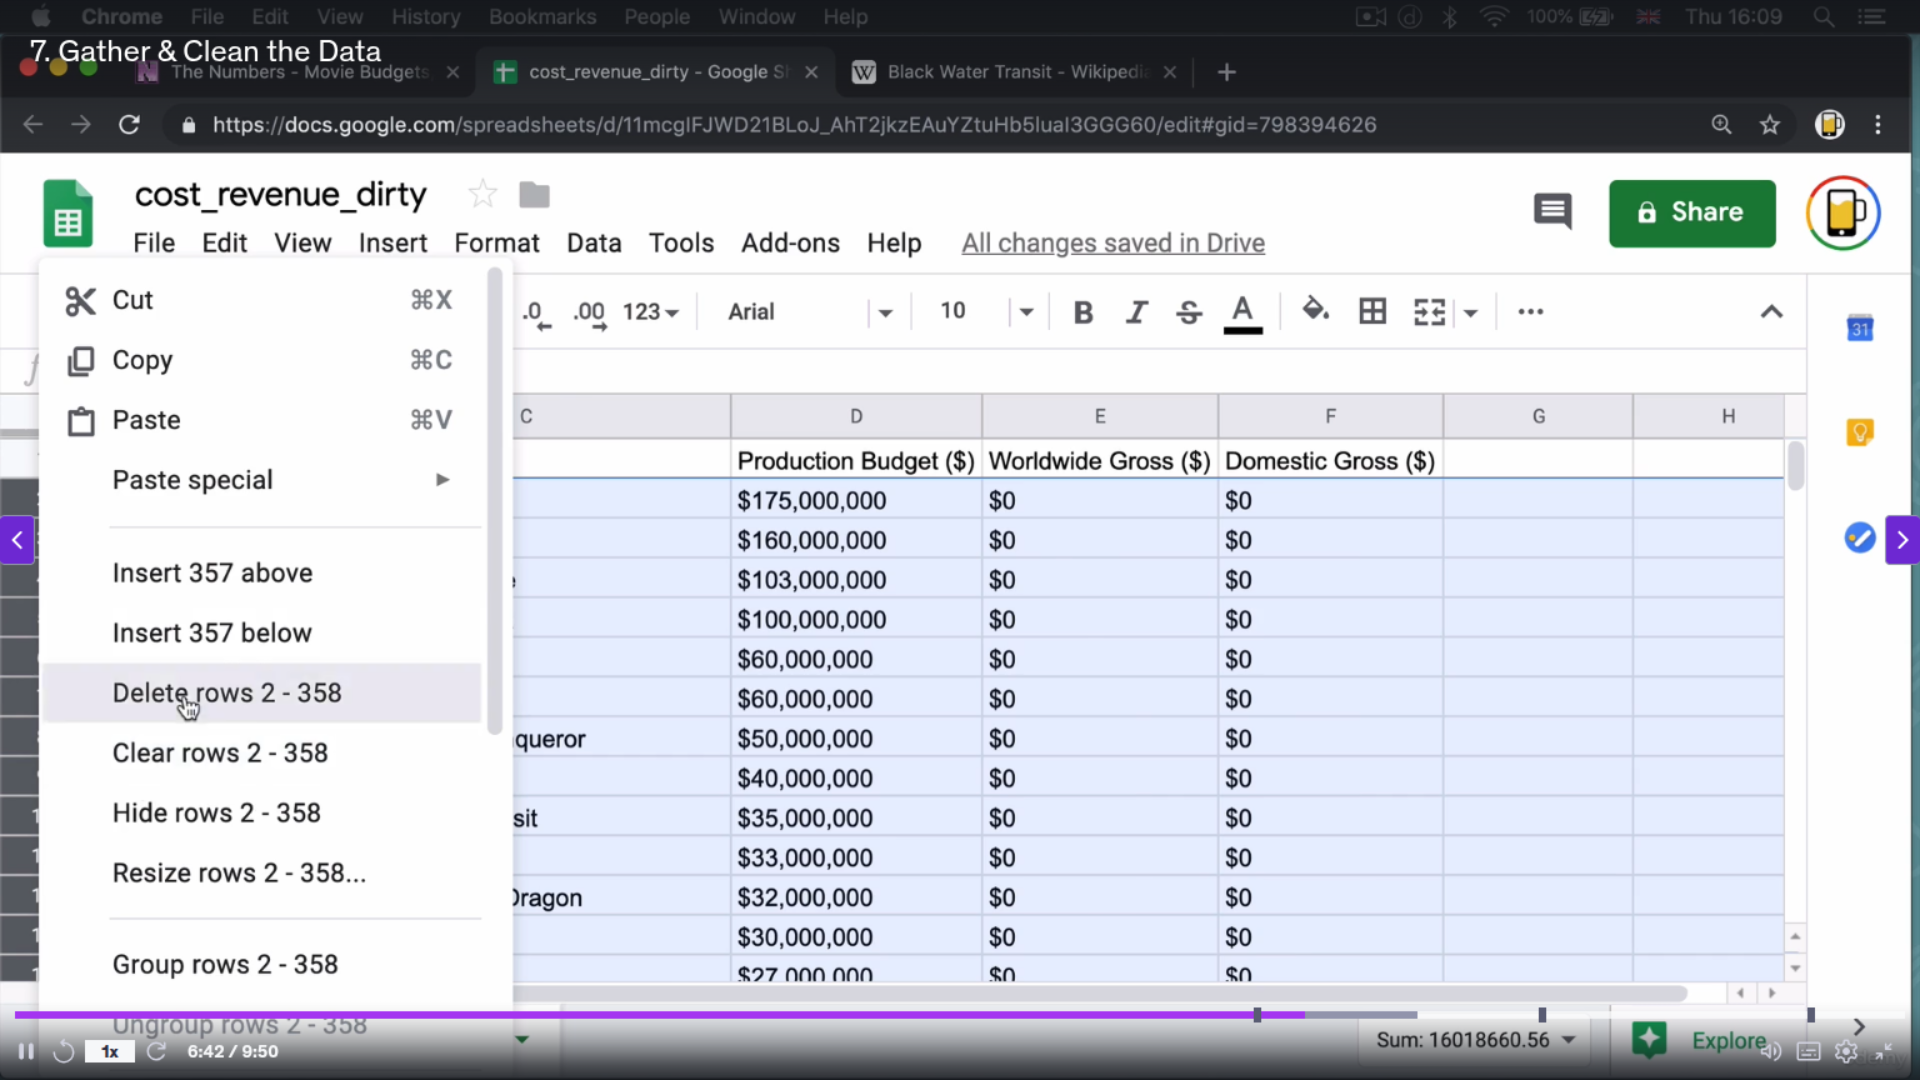 Chrome File Edit View History Bookmarks People Window Help 100% Thu 16:09
7. Gather & Clean the Data
The Numbers - Movie Budgets cost_revenue_dirty - Google Sh Black Water Transit - Wikipedia
https://docs.google.com/spreadsheets/d/11mcgIFJWD21BLoJ_AhT2jkzEAuYZtuHb5luaI3GGG60/edit#gid=798394626
cost_revenue_dirty
Share
File Edit View Insert Format Data Tools Add-ons Help All changes saved in Drive
.0 .00 123 Arial 10 B I S A
31
Cut ⌘X
Copy ⌘C
Paste ⌘V
Paste special
Insert 357 above
Insert 357 below
Delete rows 2 - 358
Clear rows 2 - 358
Hide rows 2 - 358
Resize rows 2 - 358...
Group rows 2 - 358
Ungroup rows 2 - 358
C D E F G H
Production Budget ($) Worldwide Gross ($) Domestic Gross ($)
$175,000,000 $0 $0
$160,000,000 $0 $0
e $103,000,000 $0 $0
$100,000,000 $0 $0
$60,000,000 $0 $0
$60,000,000 $0 $0
queror $50,000,000 $0 $0
$40,000,000 $0 $0
sit $35,000,000 $0 $0
$33,000,000 $0 $0
Dragon $32,000,000 $0 $0
$30,000,000 $0 $0
$27,000,000 $0 $0
Sum: 16018660.56 Explore
1x 6:42 / 9:50